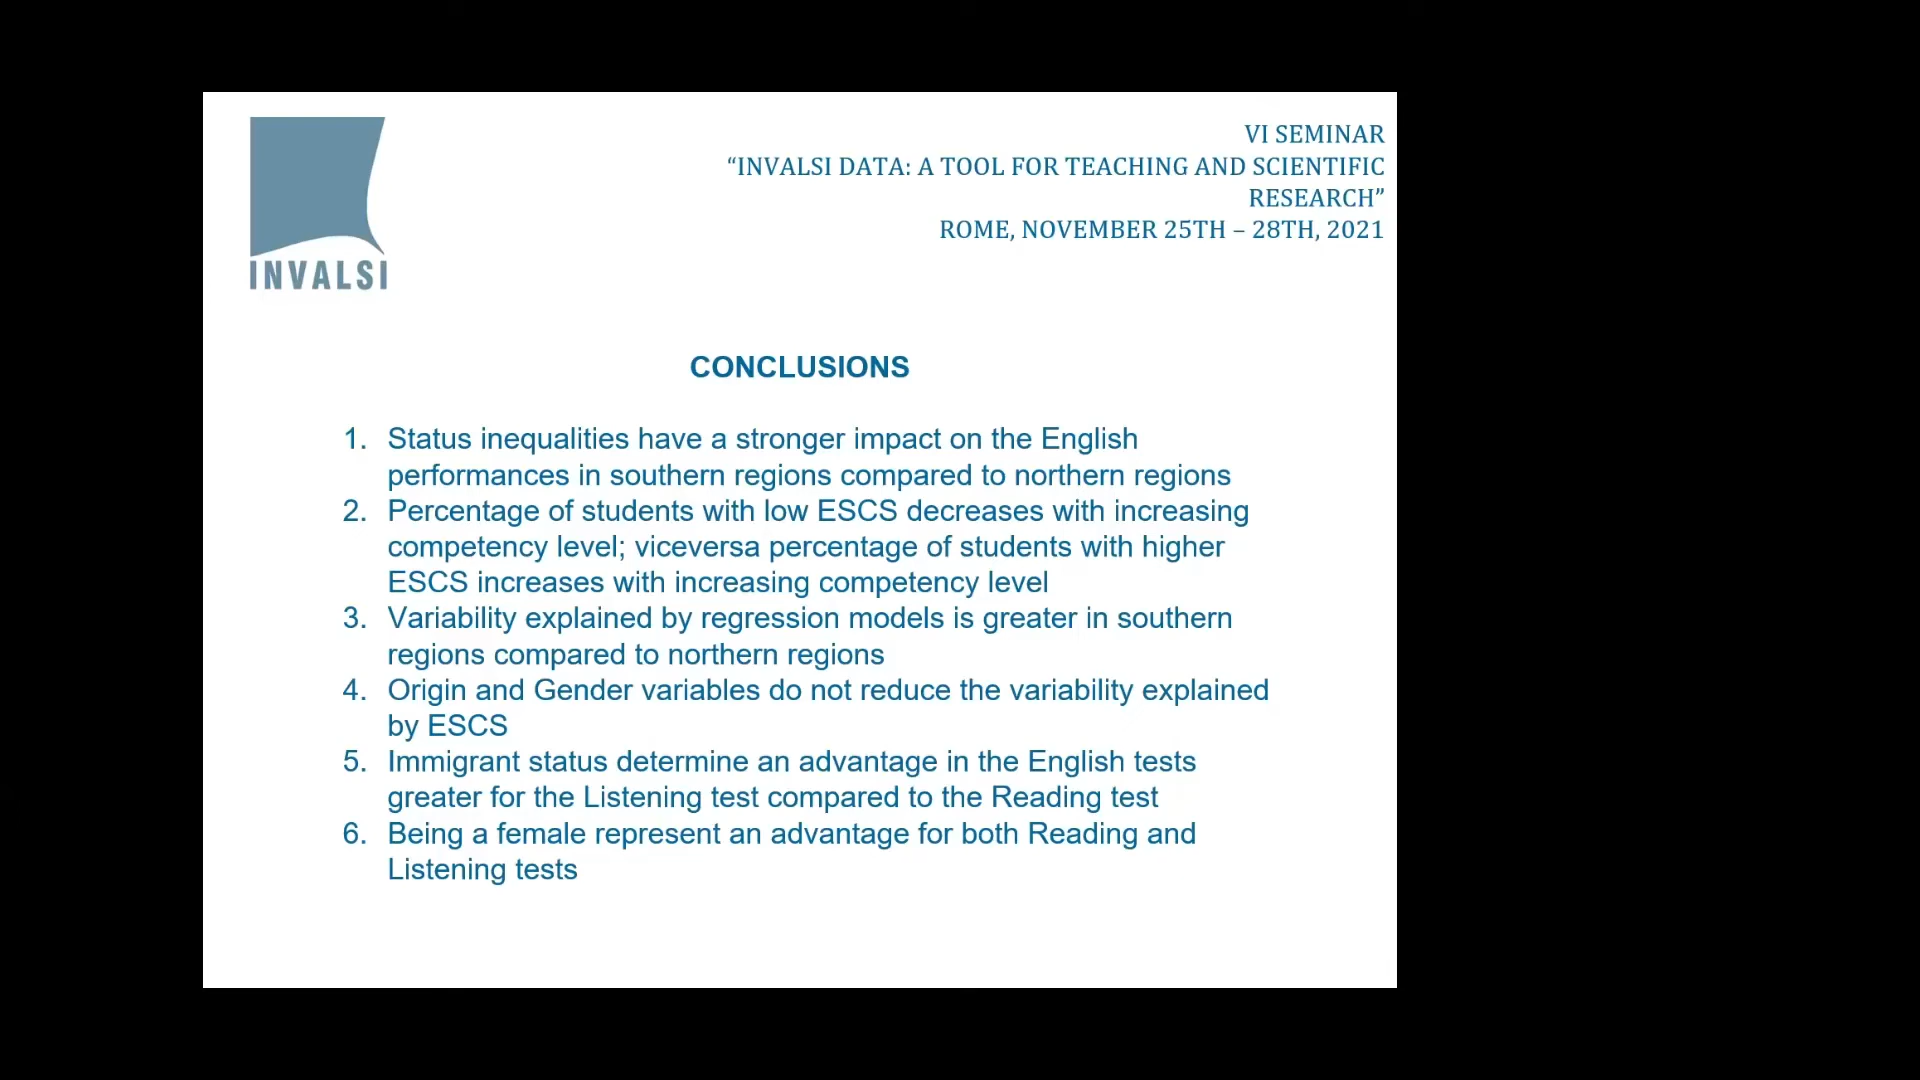 INVALSI
VI SEMINAR
“INVALSI DATA: A TOOL FOR TEACHING AND SCIENTIFIC
RESEARCH”
ROME, NOVEMBER 25TH – 28TH, 2021
CONCLUSIONS
1. Status inequalities have a stronger impact on the English
performances in southern regions compared to northern regions
2. Percentage of students with low ESCS decreases with increasing
competency level; viceversa percentage of students with higher
ESCS increases with increasing competency level
3. Variability explained by regression models is greater in southern
regions compared to northern regions
4. Origin and Gender variables do not reduce the variability explained
by ESCS
5. Immigrant status determine an advantage in the English tests
greater for the Listening test compared to the Reading test
6. Being a female represent an advantage for both Reading and
Listening tests